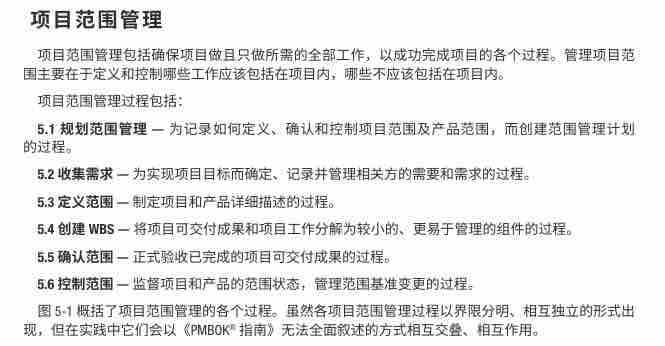 项目范围管理
项目范围管理包括确保项目做且只做所需的全部工作，以成功完成项目的各个过程。管理项目范
围主要在于定义和控制哪些工作应该包括在项目内，哪些不应该包括在项目内。
项目范围管理过程包括：
5.1 规划范围管理 — 为记录如何定义、确认和控制项目范围及产品范围，而创建范围管理计划
的过程。
5.2 收集需求 — 为实现项目目标而确定、记录并管理相关方的需要和需求的过程。
5.3 定义范围 — 制定项目和产品详细描述的过程。
5.4 创建 WBS — 将项目可交付成果和项目工作分解为较小的、更易于管理的组件的过程。
5.5 确认范围 — 正式验收已完成的项目可交付成果的过程。
5.6 控制范围 — 监督项目和产品的范围状态，管理范围基准变更的过程。
图 5-1 概括了项目范围管理的各个过程。虽然各项目范围管理过程以界限分明、相互独立的形式出
现，但在实践中它们会以《PMBOK® 指南》无法全面叙述的方式相互交叠、相互作用。